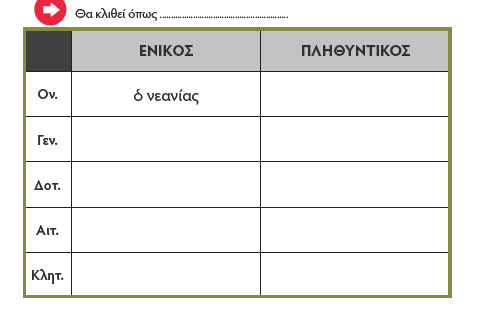 Θα κλιθεί όπως ........................................................
ΕΝΙΚΟΣ ΠΛΗΘΥΝΤΙΚΟΣ
Ον. ὁ νεανίας
Γεν.
Δοτ.
Αιτ.
Κλητ.